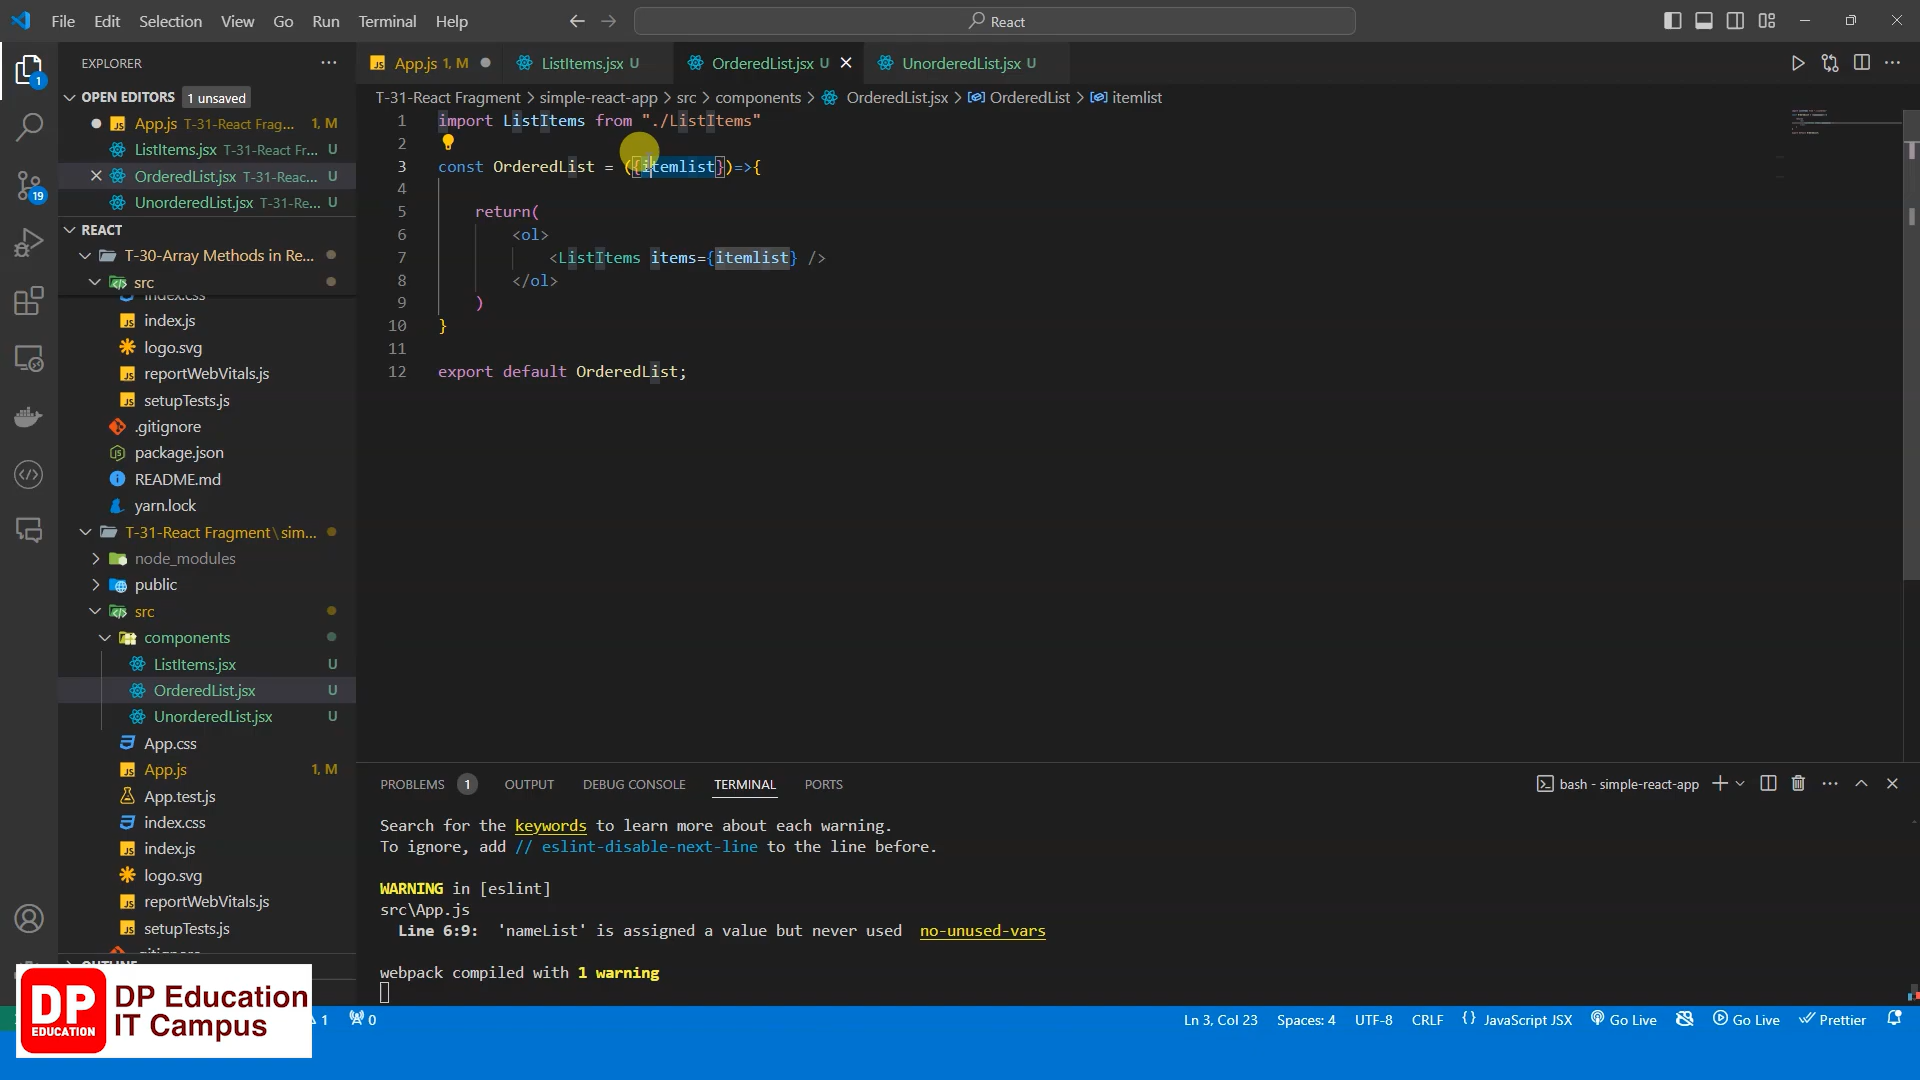 File Edit Selection View Go Run Terminal Help
React
EXPLORER
OPEN EDITORS 1 unsaved
App.js T-31-React Frag... 1, M
ListItems.jsx T-31-React Fr... U
OrderedList.jsx T-31-Reac... U
UnorderedList.jsx T-31-Re... U
REACT
T-30-Array Methods in Re...
src
index.css
index.js
logo.svg
reportWebVitals.js
setupTests.js
.gitignore
package.json
README.md
yarn.lock
T-31-React Fragment\sim...
node_modules
public
src
components
ListItems.jsx U
OrderedList.jsx U
UnorderedList.jsx U
App.css
App.js 1, M
App.test.js
index.css
index.js
logo.svg
reportWebVitals.js
setupTests.js
.gitignore
OUTLINE
1
19
App.js 1, M
ListItems.jsx U
OrderedList.jsx U
UnorderedList.jsx U
T-31-React Fragment > simple-react-app > src > components > OrderedList.jsx > OrderedList > itemlist
1 import ListItems from "./ListItems"
2
3 const OrderedList = ({itemlist})=>{
4
5 return(
6 <ol>
7 <ListItems items={itemlist} />
8 </ol>
9 )
10 }
11
12 export default OrderedList;
PROBLEMS 1 OUTPUT DEBUG CONSOLE TERMINAL PORTS
bash - simple-react-app
Search for the keywords to learn more about each warning.
To ignore, add // eslint-disable-next-line to the line before.
WARNING in [eslint]
src\App.js
Line 6:9: 'nameList' is assigned a value but never used no-unused-vars
webpack compiled with 1 warning
DP
EDUCATION
DP Education
IT Campus
1 0
Ln 3, Col 23 Spaces: 4 UTF-8 CRLF {} JavaScript JSX Go Live Go Live Prettier